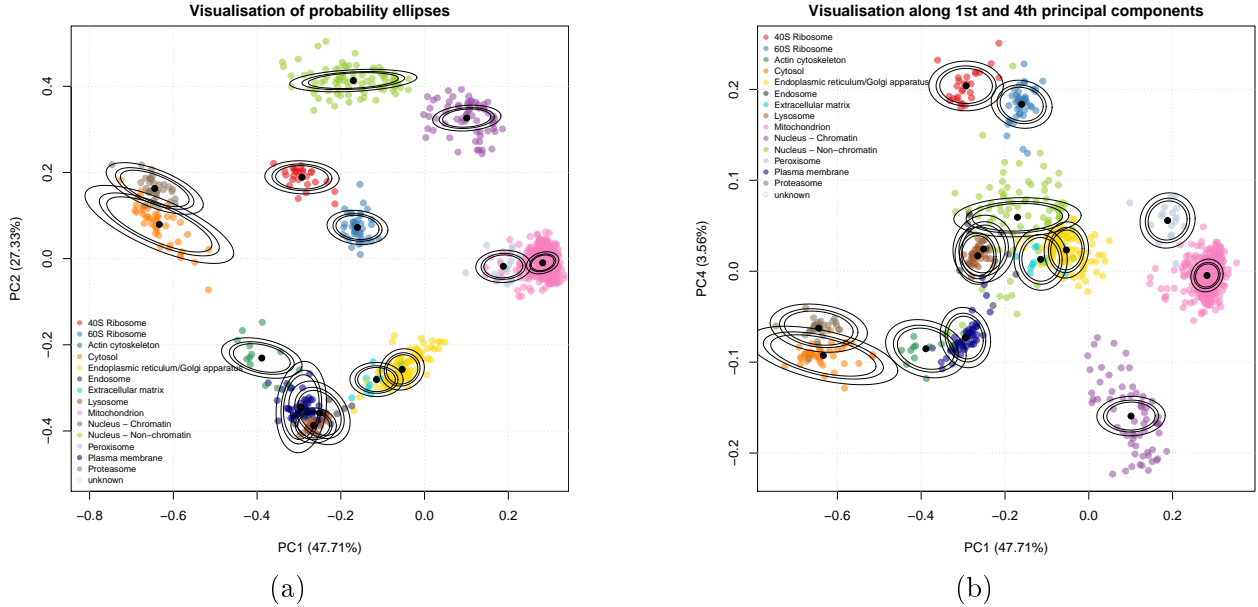 Visualisation of probability ellipses
PC2 (27.33%)
0.4
0.2
0.0
−0.2
−0.4
40S Ribosome
60S Ribosome
Actin cytoskeleton
Cytosol
Endoplasmic reticulum/Golgi apparatus
Endosome
Extracellular matrix
Lysosome
Mitochondrion
Nucleus − Chromatin
Nucleus − Non−chromatin
Peroxisome
Plasma membrane
Proteasome
unknown
−0.8 −0.6 −0.4 −0.2 0.0 0.2
PC1 (47.71%)
(a)
Visualisation along 1st and 4th principal components
PC4 (3.56%)
0.2
0.1
0.0
−0.1
−0.2
40S Ribosome
60S Ribosome
Actin cytoskeleton
Cytosol
Endoplasmic reticulum/Golgi apparatus
Endosome
Extracellular matrix
Lysosome
Mitochondrion
Nucleus − Chromatin
Nucleus − Non−chromatin
Peroxisome
Plasma membrane
Proteasome
unknown
−0.6 −0.4 −0.2 0.0 0.2
PC1 (47.71%)
(b)